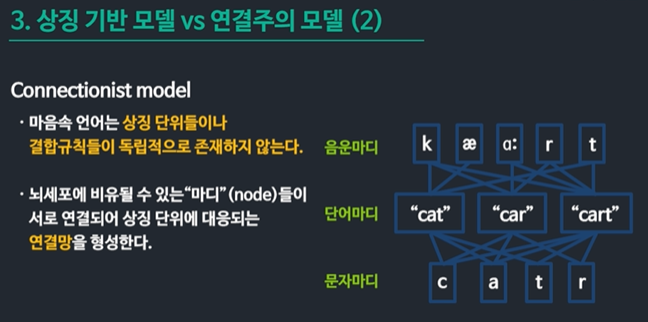 3. 상징 기반 모델 vs 연결주의 모델 (2)
Connectionist model
· 마음속 언어는 상징 단위들이나
결합규칙들이 독립적으로 존재하지 않는다.
· 뇌세포에 비유될 수 있는“마디”(node)들이
서로 연결되어 상징 단위에 대응되는
연결망을 형성한다.
음운마디 k æ ɑ: r t
단어마디 “cat” “car” “cart”
문자마디 c a t r